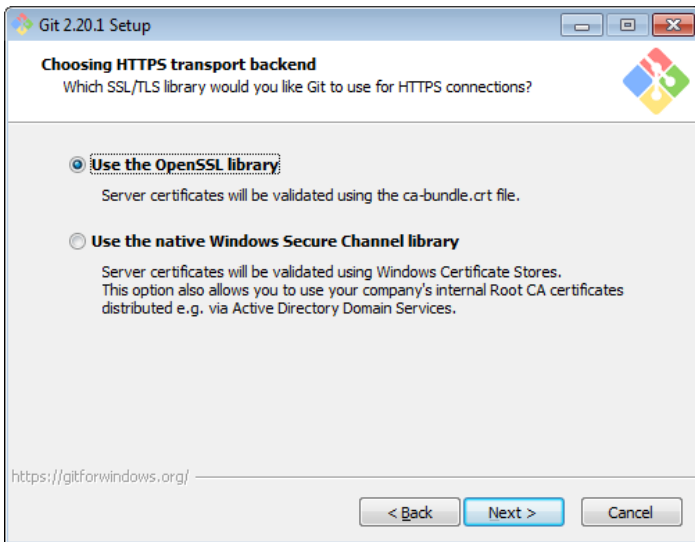 Git 2.20.1 Setup
Choosing HTTPS transport backend
Which SSL/TLS library would you like Git to use for HTTPS connections?
Use the OpenSSL library
Server certificates will be validated using the ca-bundle.crt file.
Use the native Windows Secure Channel library
Server certificates will be validated using Windows Certificate Stores.
This option also allows you to use your company's internal Root CA certificates
distributed e.g. via Active Directory Domain Services.
https://gitforwindows.org/
< Back Next > Cancel